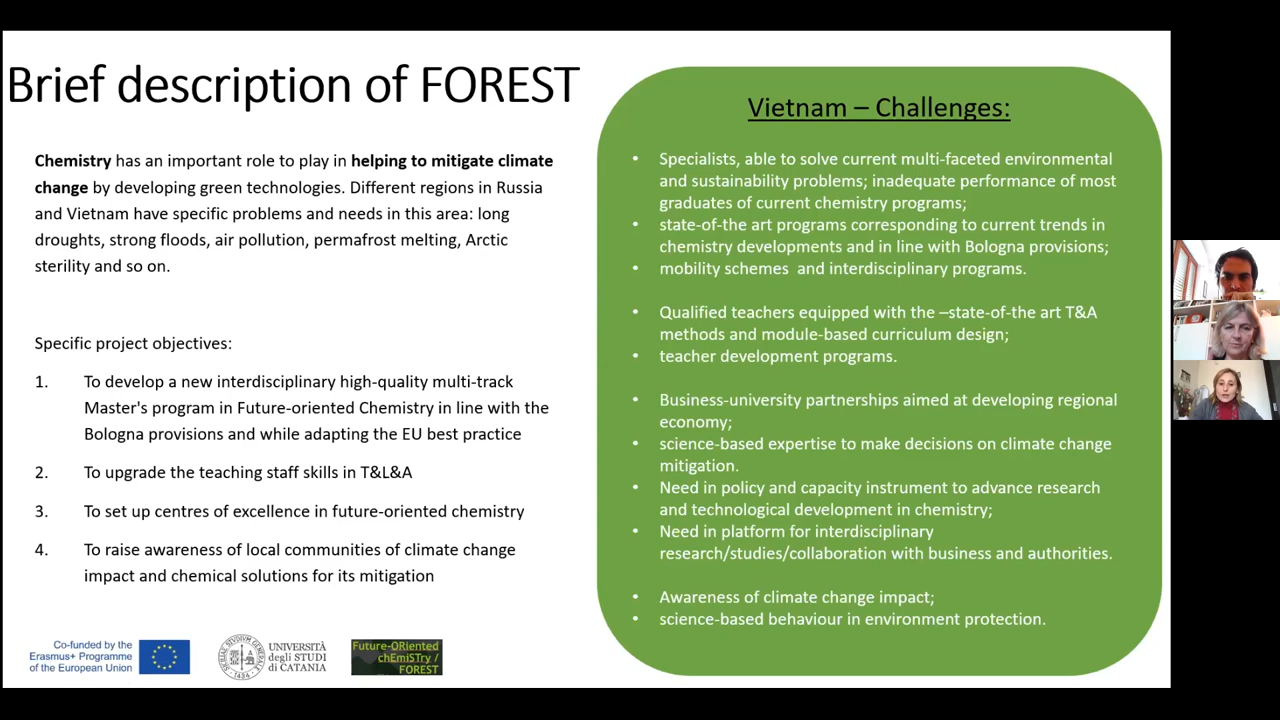 Brief description of FOREST
Chemistry has an important role to play in helping to mitigate climate
change by developing green technologies. Different regions in Russia
and Vietnam have specific problems and needs in this area: long
droughts, strong floods, air pollution, permafrost melting, Arctic
sterility and so on.
Specific project objectives:
1. To develop a new interdisciplinary high-quality multi-track
Master's program in Future-oriented Chemistry in line with the
Bologna provisions and while adapting the EU best practice
2. To upgrade the teaching staff skills in T&L&A
3. To set up centres of excellence in future-oriented chemistry
4. To raise awareness of local communities of climate change
impact and chemical solutions for its mitigation
Co-funded by the
Erasmus+ Programme
of the European Union
1434
UNIVERSITÀ
degli STUDI
di CATANIA
Future-ORiented
chEmiSTry /
FOREST
Vietnam – Challenges:
• Specialists, able to solve current multi-faceted environmental
and sustainability problems; inadequate performance of most
graduates of current chemistry programs;
• state-of-the art programs corresponding to current trends in
chemistry developments and in line with Bologna provisions;
• mobility schemes and interdisciplinary programs.
• Qualified teachers equipped with the –state-of-the art T&A
methods and module-based curriculum design;
• teacher development programs.
• Business-university partnerships aimed at developing regional
economy;
• science-based expertise to make decisions on climate change
mitigation.
• Need in policy and capacity instrument to advance research
and technological development in chemistry;
• Need in platform for interdisciplinary
research/studies/collaboration with business and authorities.
• Awareness of climate change impact;
• science-based behaviour in environment protection.